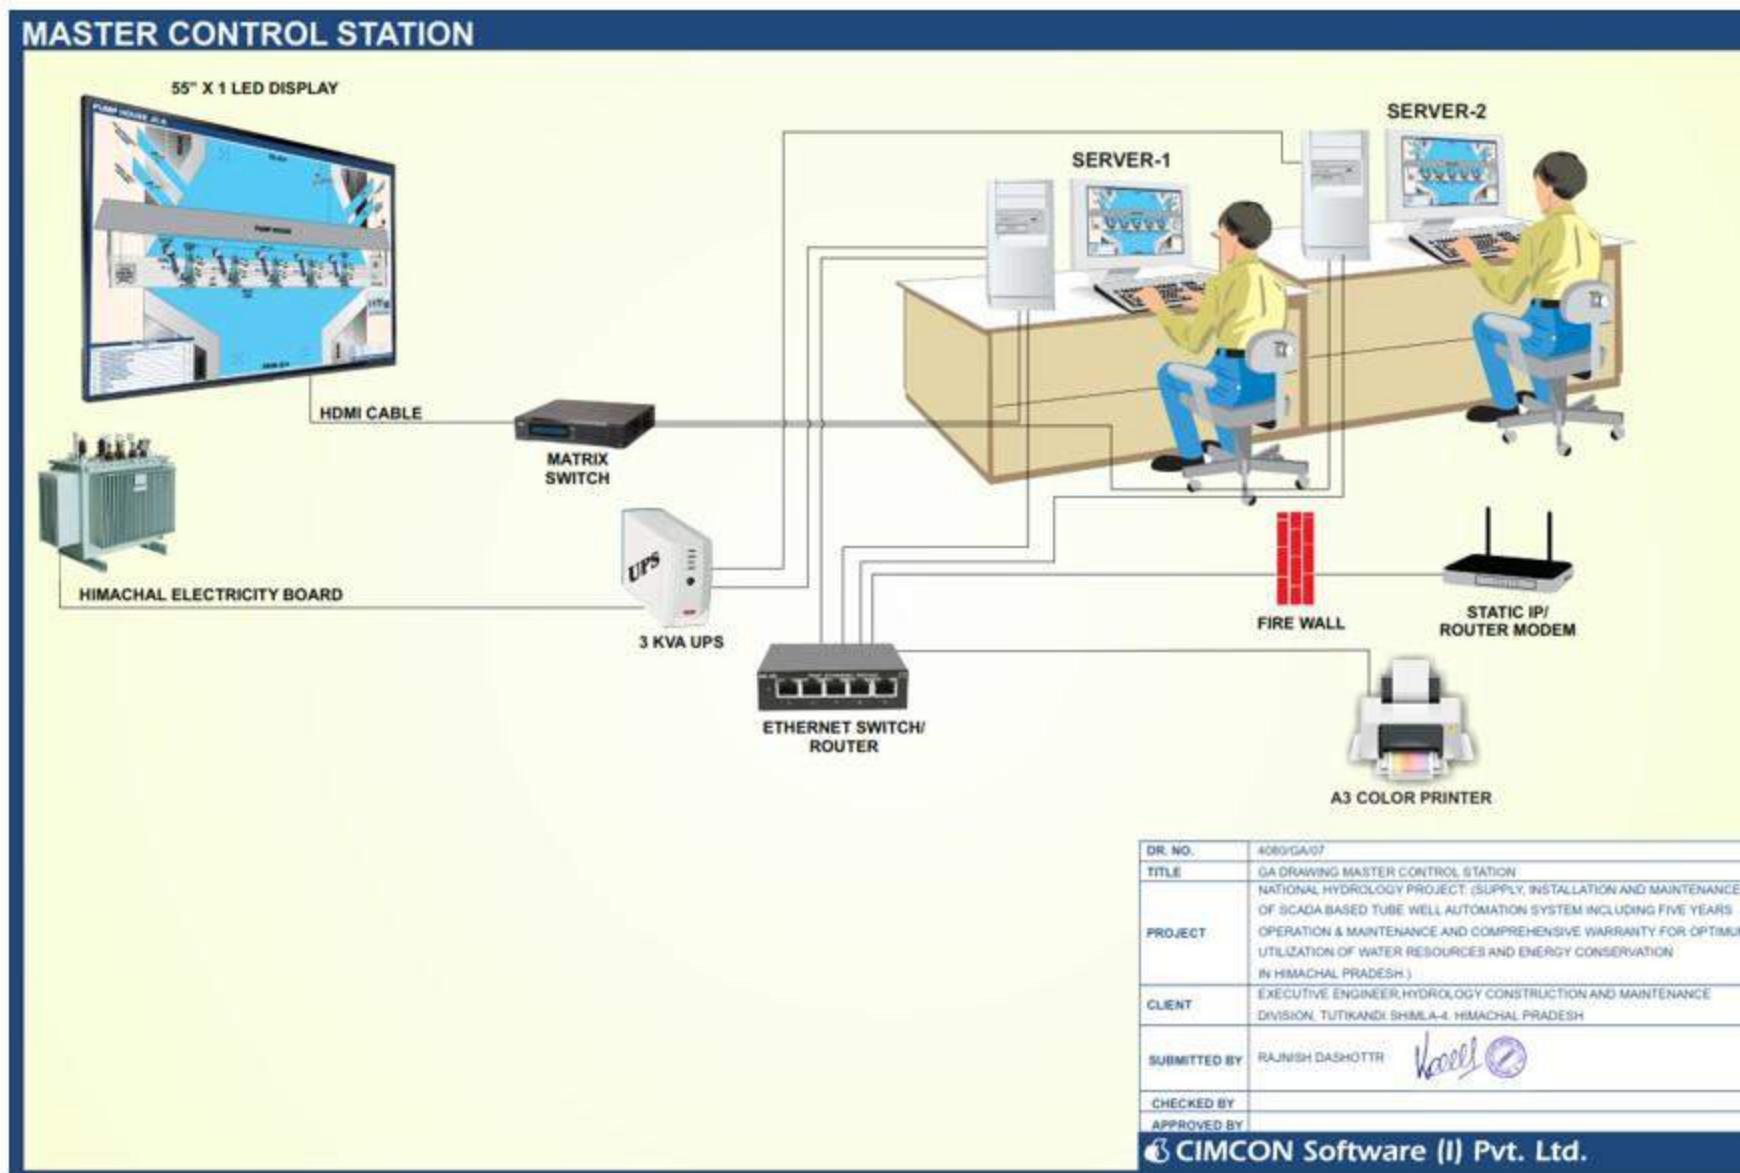 MASTER CONTROL STATION
55" X 1 LED DISPLAY
SERVER-2
SERVER-1
PUMP HOUSE
HDMI CABLE
MATRIX
SWITCH
UPS
HIMACHAL ELECTRICITY BOARD
3 KVA UPS
FIRE WALL
STATIC IP/
ROUTER MODEM
ETHERNET SWITCH/
ROUTER
A3 COLOR PRINTER
DR. NO. 4080/GA/07
TITLE GA DRAWING MASTER CONTROL STATION
NATIONAL HYDROLOGY PROJECT: (SUPPLY, INSTALLATION AND MAINTENANCE
OF SCADA BASED TUBE WELL AUTOMATION SYSTEM INCLUDING FIVE YEARS
PROJECT OPERATION & MAINTENANCE AND COMPREHENSIVE WARRANTY FOR OPTIMU
UTILIZATION OF WATER RESOURCES AND ENERGY CONSERVATION
IN HIMACHAL PRADESH.)
CLIENT EXECUTIVE ENGINEER,HYDROLOGY CONSTRUCTION AND MAINTENANCE
DIVISION, TUTIKANDI SHIMLA-4. HIMACHAL PRADESH
SUBMITTED BY RAJNISH DASHOTTR
CHECKED BY
APPROVED BY
CIMCON Software (I) Pvt. Ltd.